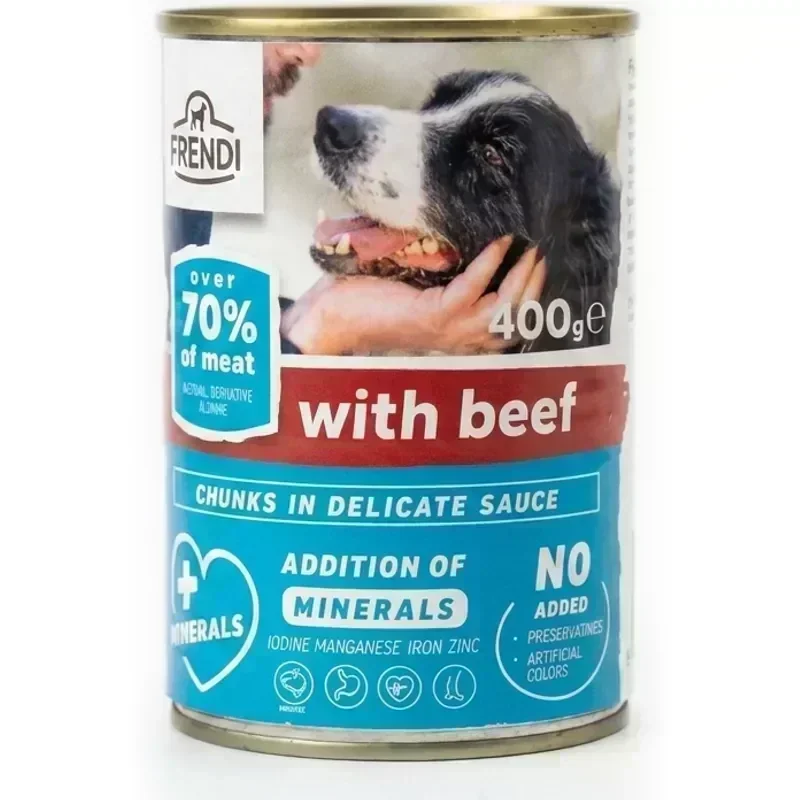 FRENDI
over
70%
of meat
400g e
with beef
CHUNKS IN DELICATE SAUCE
+
MINERALS
ADDITION OF
MINERALS
IODINE MANGANESE IRON ZINC
NO
ADDED
· PRESERVATINES
· ARTIFICIAL
COLORS